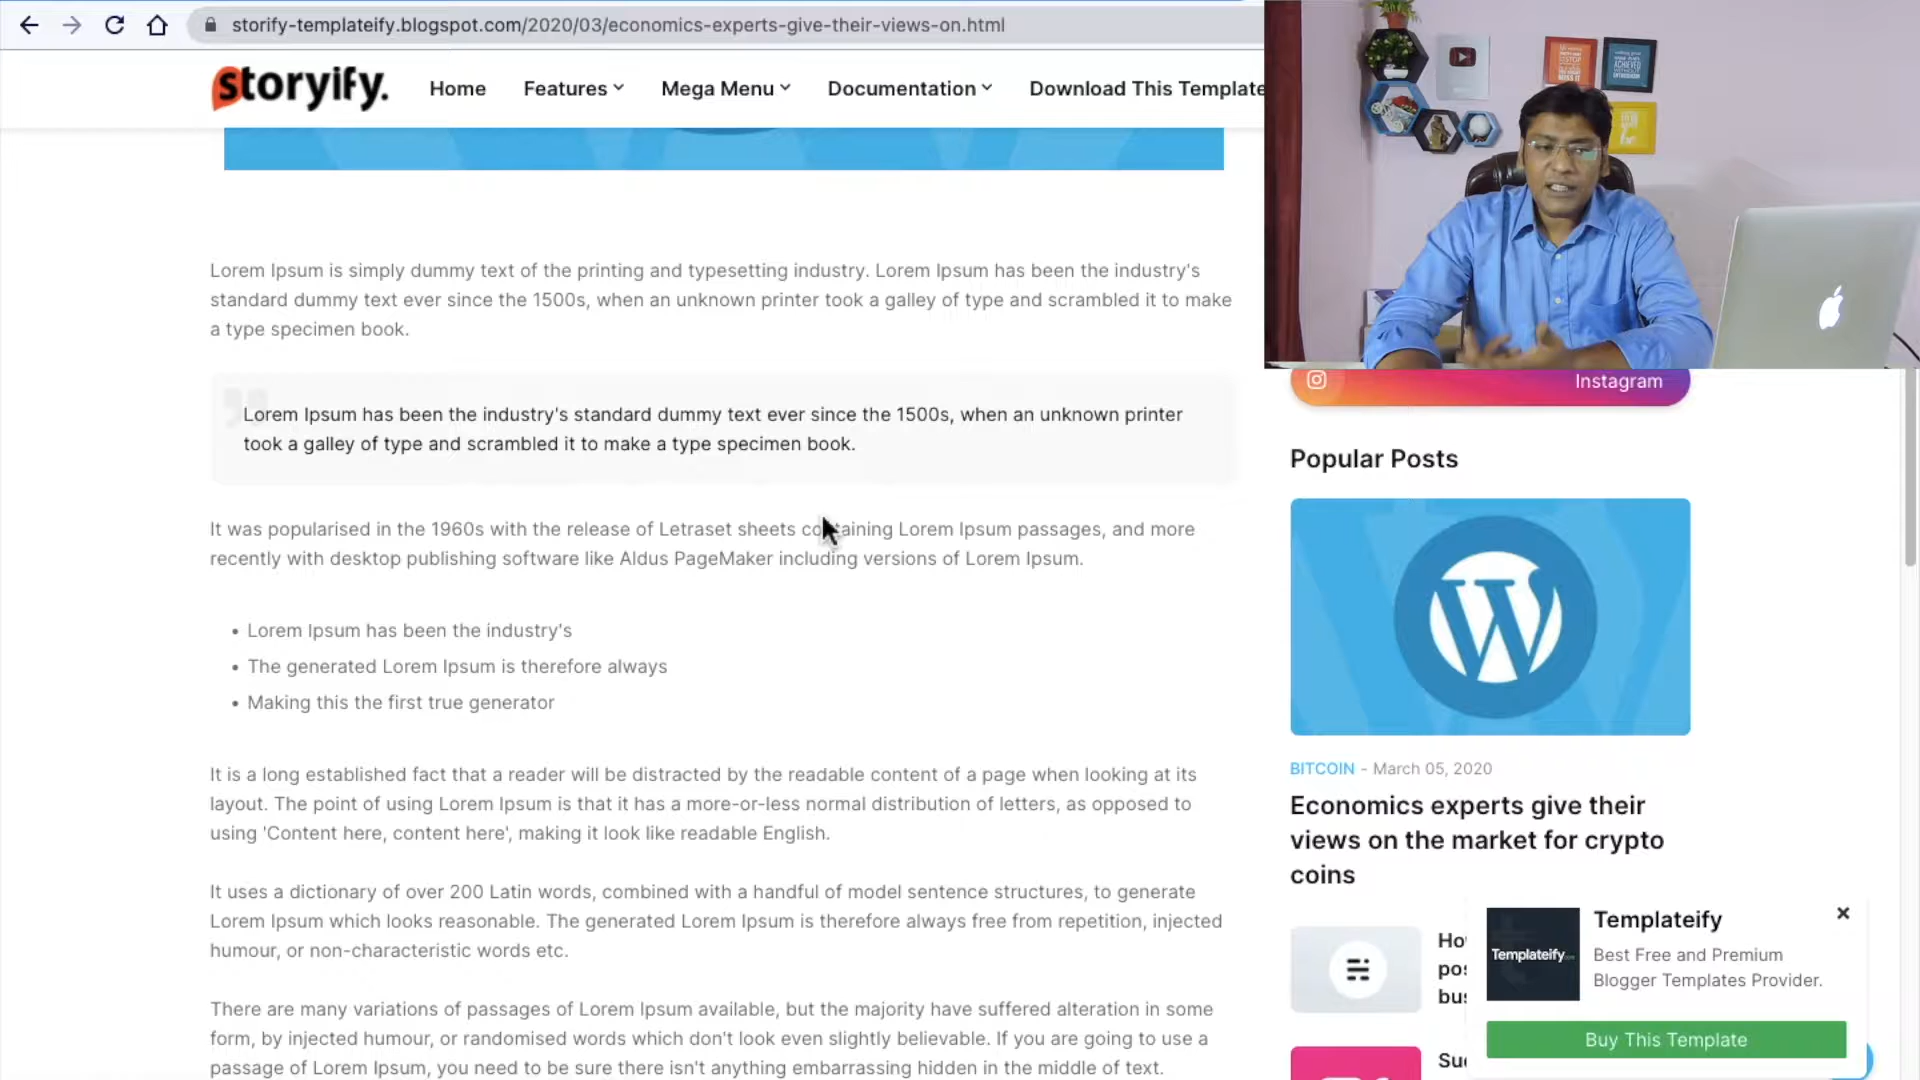 storify-templateify.blogspot.com/2020/03/economics-experts-give-their-views-on.html
storyify.
Home
Features
Mega Menu
Documentation
Download This Template
Lorem Ipsum is simply dummy text of the printing and typesetting industry. Lorem Ipsum has been the industry's
standard dummy text ever since the 1500s, when an unknown printer took a galley of type and scrambled it to make
a type specimen book.
Lorem Ipsum has been the industry's standard dummy text ever since the 1500s, when an unknown printer
took a galley of type and scrambled it to make a type specimen book.
It was popularised in the 1960s with the release of Letraset sheets containing Lorem Ipsum passages, and more
recently with desktop publishing software like Aldus PageMaker including versions of Lorem Ipsum.
• Lorem Ipsum has been the industry's
• The generated Lorem Ipsum is therefore always
• Making this the first true generator
It is a long established fact that a reader will be distracted by the readable content of a page when looking at its
layout. The point of using Lorem Ipsum is that it has a more-or-less normal distribution of letters, as opposed to
using 'Content here, content here', making it look like readable English.
It uses a dictionary of over 200 Latin words, combined with a handful of model sentence structures, to generate
Lorem Ipsum which looks reasonable. The generated Lorem Ipsum is therefore always free from repetition, injected
humour, or non-characteristic words etc.
There are many variations of passages of Lorem Ipsum available, but the majority have suffered alteration in some
form, by injected humour, or randomised words which don't look even slightly believable. If you are going to use a
passage of Lorem Ipsum, you need to be sure there isn't anything embarrassing hidden in the middle of text.
Instagram
Popular Posts
BITCOIN - March 05, 2020
Economics experts give their
views on the market for crypto
coins
Ho
pos
bus
Su
Templateify
Templateify
Best Free and Premium
Blogger Templates Provider.
Buy This Template